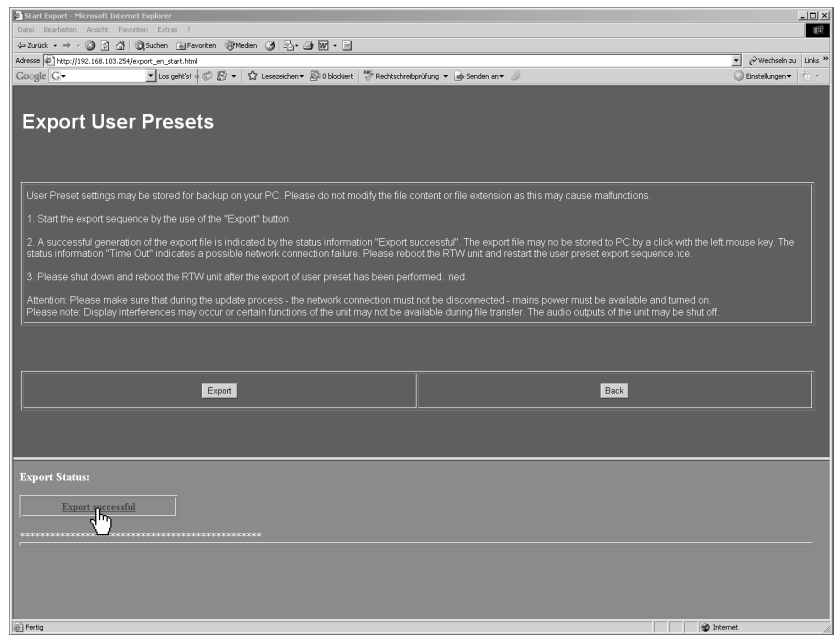 Start Export - Microsoft Internet Explorer
Datei Bearbeiten Ansicht Favoriten Extras ?
Zurück Suchen Favoriten Medien
Adresse http://192.168.103.254/export_en_start.html Wechseln zu Links »
Google G Los geht's! Lesezeichen 0 blockiert Rechtschreibprüfung Senden an Einstellungen
Export User Presets
User Preset settings may be stored for backup on your PC. Please do not modify the file content or file extension as this may cause malfunctions.
1. Start the export sequence by the use of the "Export" button.
2. A successful generation of the export file is indicated by the status information "Export successful". The export file may no be stored to PC by a click with the left mouse key. The
status information "Time Out" indicates a possible network connection failure. Please reboot the RTW unit and restart the user preset export sequence.
3. Please shut down and reboot the RTW unit after the export of user preset has been performed. ned.
Attention: Please make sure that during the update process - the network connection must not be disconnected - mains power must be available and turned on.
Please note: Display interferences may occur or certain functions of the unit may not be available during file transfer. The audio outputs of the unit may be shut off.
Export Back
Export Status:
Export successful
************************************************
Fertig Internet